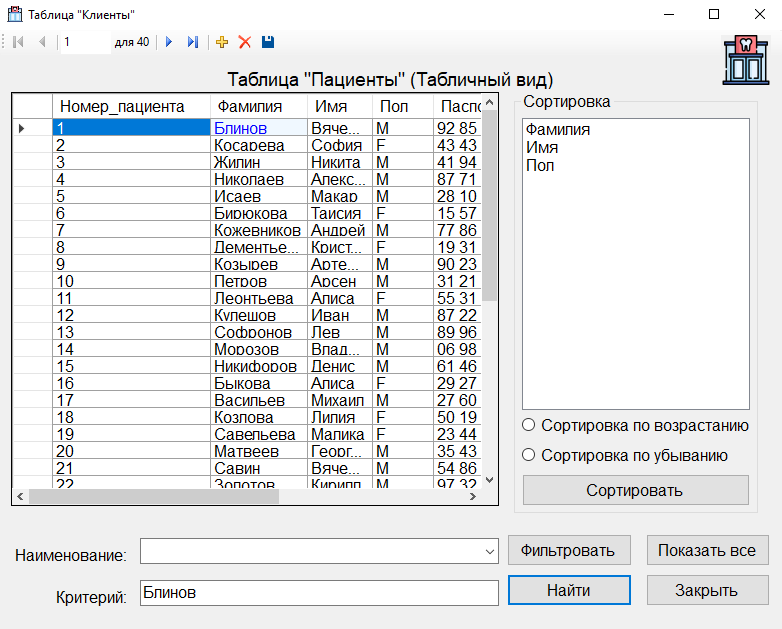 Таблица "Клиенты"
1 для 40
Таблица "Пациенты" (Табличный вид)
Номер_пациента Фамилия Имя Пол Паспо
1 Блинов Вяче... M 92 85
2 Косарева София F 43 43
3 Жилин Никита M 41 94
4 Николаев Алекс... M 87 71
5 Исаев Макар M 28 10
6 Бирюкова Таисия F 15 57
7 Кожевников Андрей M 77 86
8 Дементье... Крист... F 19 31
9 Козырев Арте... M 90 23
10 Петров Арсен M 31 21
11 Леонтьева Алиса F 55 31
12 Кулешов Иван M 87 22
13 Софронов Лев M 89 96
14 Морозов Влад... M 06 98
15 Никифоров Денис M 61 46
16 Быкова Алиса F 29 27
17 Васильев Михаил M 27 60
18 Козлова Лилия F 50 19
19 Савельева Малика F 23 44
20 Матвеев Георг... M 35 43
21 Савин Вяче... M 54 86
22 Золотов Кирилл M 97 32
Сортировка
Фамилия
Имя
Пол
Сортировка по возрастанию
Сортировка по убыванию
Сортировать
Наименование: Фильтровать Показать все
Критерий: Блинов Найти Закрыть